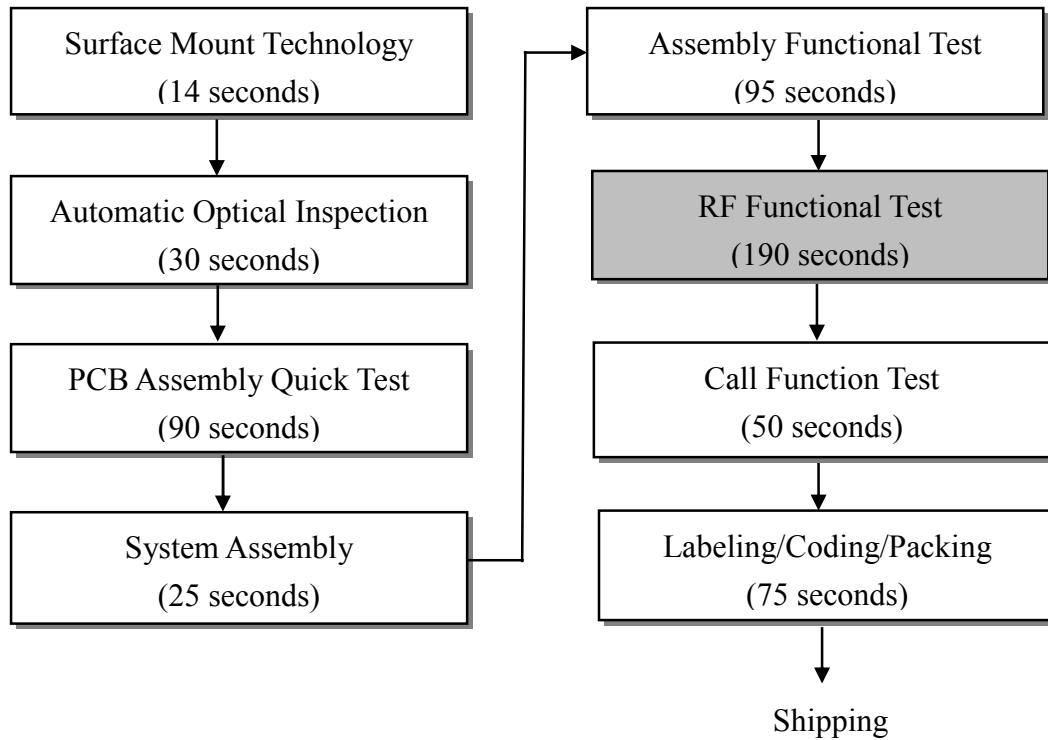 Surface Mount Technology
(14 seconds)
Automatic Optical Inspection
(30 seconds)
PCB Assembly Quick Test
(90 seconds)
System Assembly
(25 seconds)
Assembly Functional Test
(95 seconds)
RF Functional Test
(190 seconds)
Call Function Test
(50 seconds)
Labeling/Coding/Packing
(75 seconds)
Shipping